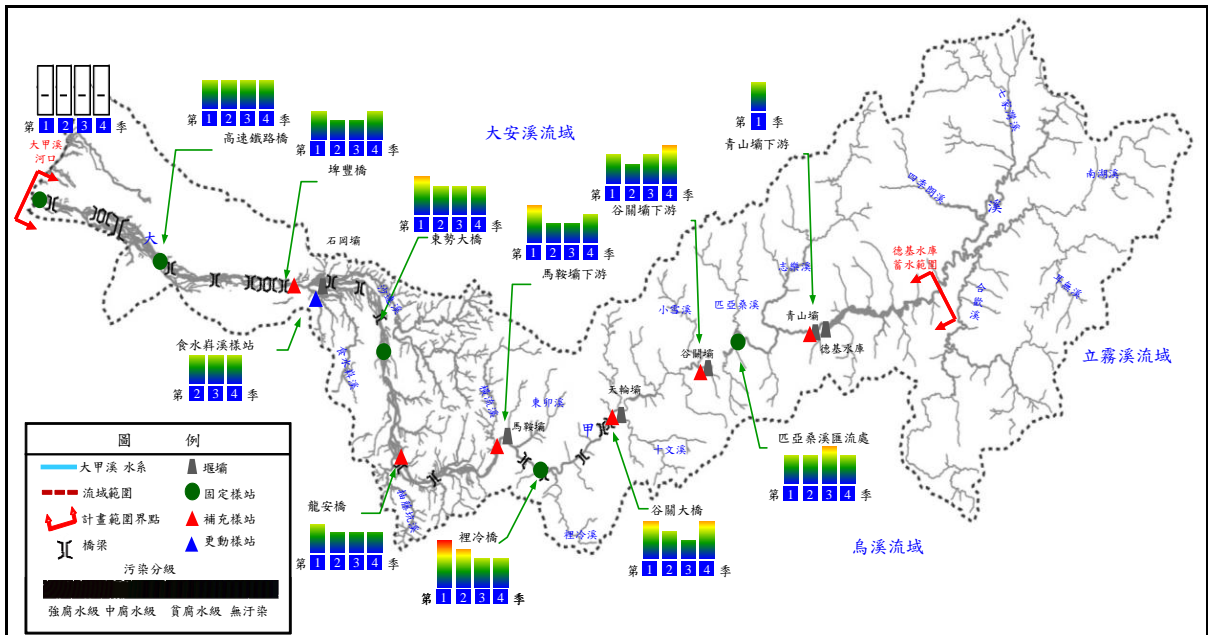 - - - -
第 1 2 3 4 季
大甲溪
河口
第 1 2 3 4 季
高速鐵路橋
第 1 2 3 4 季
埤豐橋
大安溪流域
第 1 2 3 4 季
東勢大橋
第 1 2 3 4 季
馬鞍壩下游
第 1 2 3 4 季
谷關壩下游
第 1 季
青山壩下游
七家灣溪
南湖溪
四季朗溪
溪
德基水庫
蓄水範圍
合歡溪
志樂溪
匹亞桑溪
小雪溪
青山壩
德基水庫
立霧溪流域
大
石岡壩
食水嵙溪樣站
第 2 3 4 季
食水嵙溪
谷關壩
天輪壩
東卯溪
橫流溪
馬鞍壩
甲
十文溪
裡冷溪
匹亞桑溪匯流處
第 1 2 3 4 季
烏溪流域
龍安橋
第 1 2 3 4 季
裡冷橋
第 1 2 3 4 季
谷關大橋
第 1 2 3 4 季
圖 例
大甲溪 水系
堰壩
流域範圍
固定樣站
計畫範圍界點
補充樣站
橋梁
更動樣站
污染分級
強腐水級 中腐水級 貧腐水級 無汙染